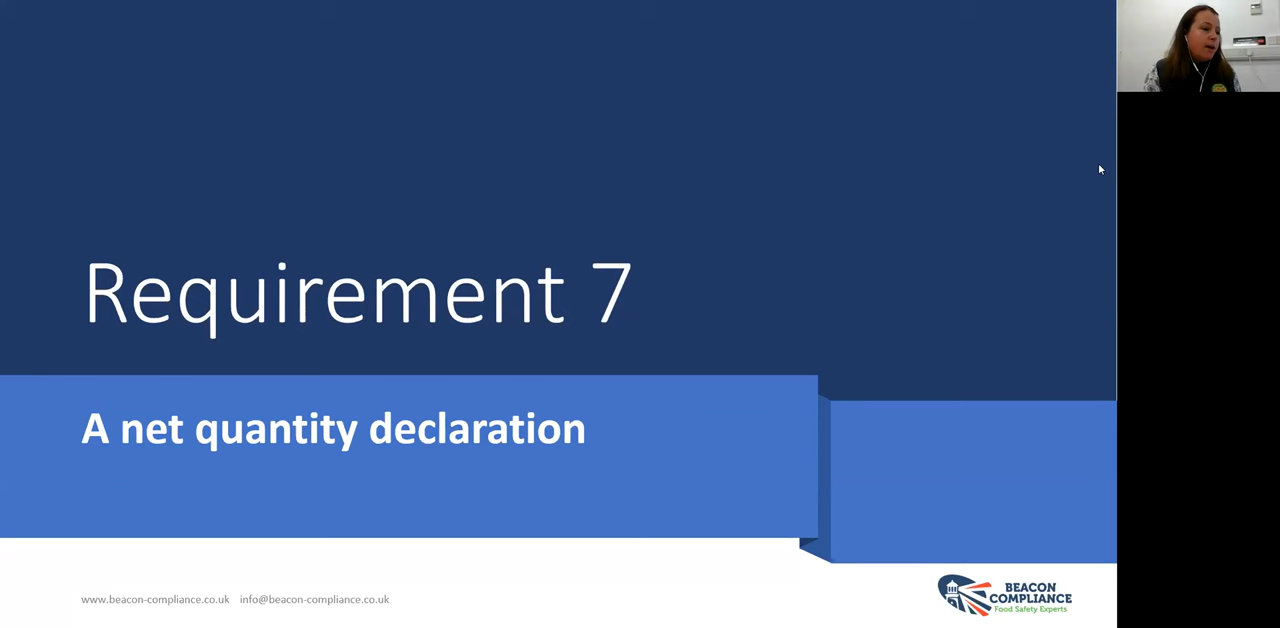 Requirement 7
A net quantity declaration
www.beacon-compliance.co.uk info@beacon-compliance.co.uk
BEACON
COMPLIANCE
Food Safety Experts